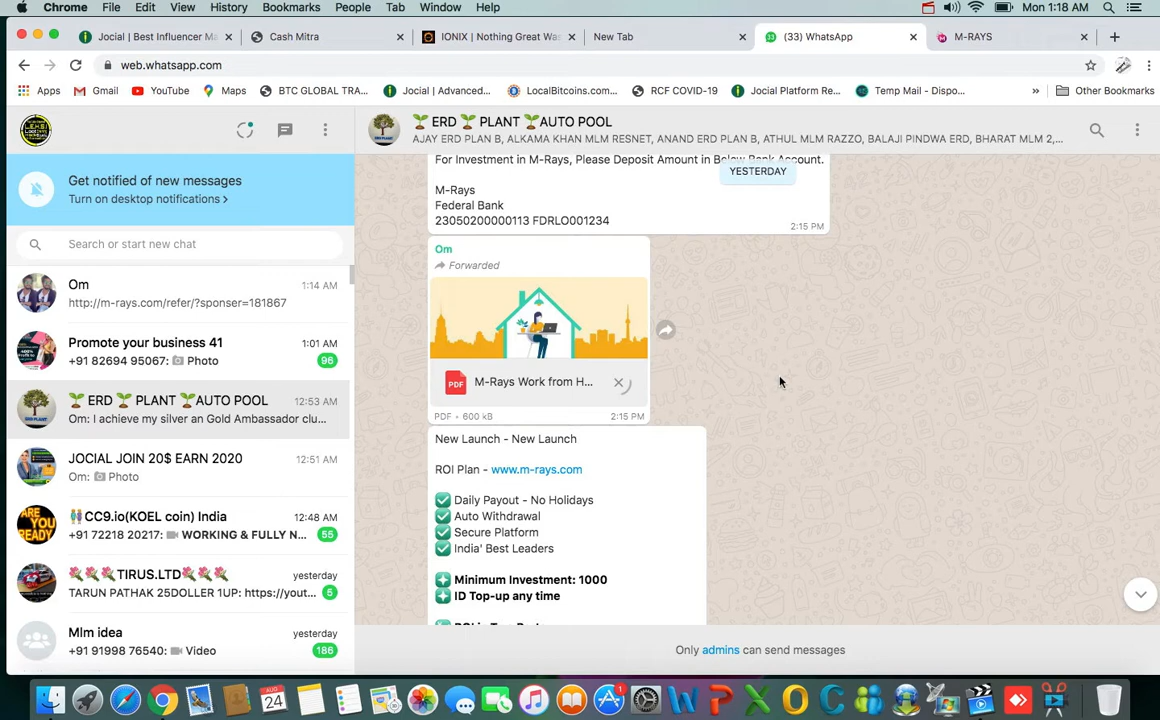 Chrome File Edit View History Bookmarks People Tab Window Help Mon 1:18 AM
Jocial | Best Influencer Ma Cash Mitra IONIX | Nothing Great Was New Tab (33) WhatsApp M-RAYS
web.whatsapp.com
Apps Gmail YouTube Maps BTC GLOBAL TRA... Jocial | Advanced... LocalBitcoins.com... RCF COVID-19 Jocial Platform Re... Temp Mail - Dispo... » Other Bookmarks
ERD PLANT AUTO POOL
AJAY ERD PLAN B, ALKAMA KHAN MLM RESNET, ANAND ERD PLAN B, ATHUL MLM RAZZO, BALAJI PINDWA ERD, BHARAT MLM 2,...
Get notified of new messages
Turn on desktop notifications >
Search or start new chat
Om 1:14 AM
http://m-rays.com/refer/?sponser=181867
Promote your business 41 1:01 AM
+91 82694 95067: Photo 96
ERD PLANT AUTO POOL 12:53 AM
Om: I achieve my silver an Gold Ambassador clu...
JOCIAL JOIN 20$ EARN 2020 12:51 AM
Om: Photo
ARE YOU READY
CC9.io(KOEL coin) India 12:48 AM
+91 72218 20217: WORKING & FULLY N... 55
TIRUS.LTD yesterday
TARUN PATHAK 25DOLLER 1UP: https://yout... 5
Mlm idea yesterday
+91 91998 76540: Video 186
For Investment in M-Rays, Please Deposit Amount in Below Bank Account.
YESTERDAY
M-Rays
Federal Bank
23050200000113 FDRLO001234
2:15 PM
Om
Forwarded
PDF M-Rays Work from H...
PDF • 600 kB 2:15 PM
New Launch - New Launch
ROI Plan - www.m-rays.com
Daily Payout - No Holidays
Auto Withdrawal
Secure Platform
India' Best Leaders
Minimum Investment: 1000
ID Top-up any time
Only admins can send messages
AUG
24
1